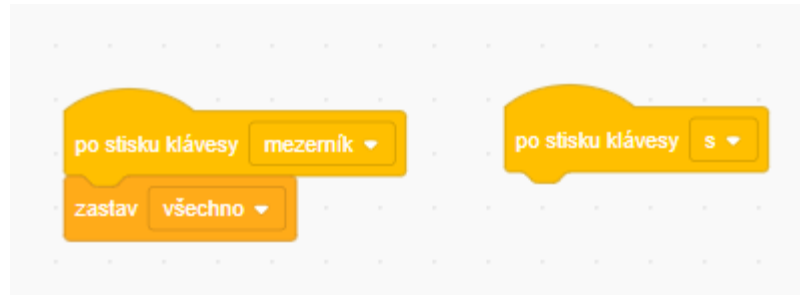 po stisku klávesy mezerník
zastav všechno
po stisku klávesy s